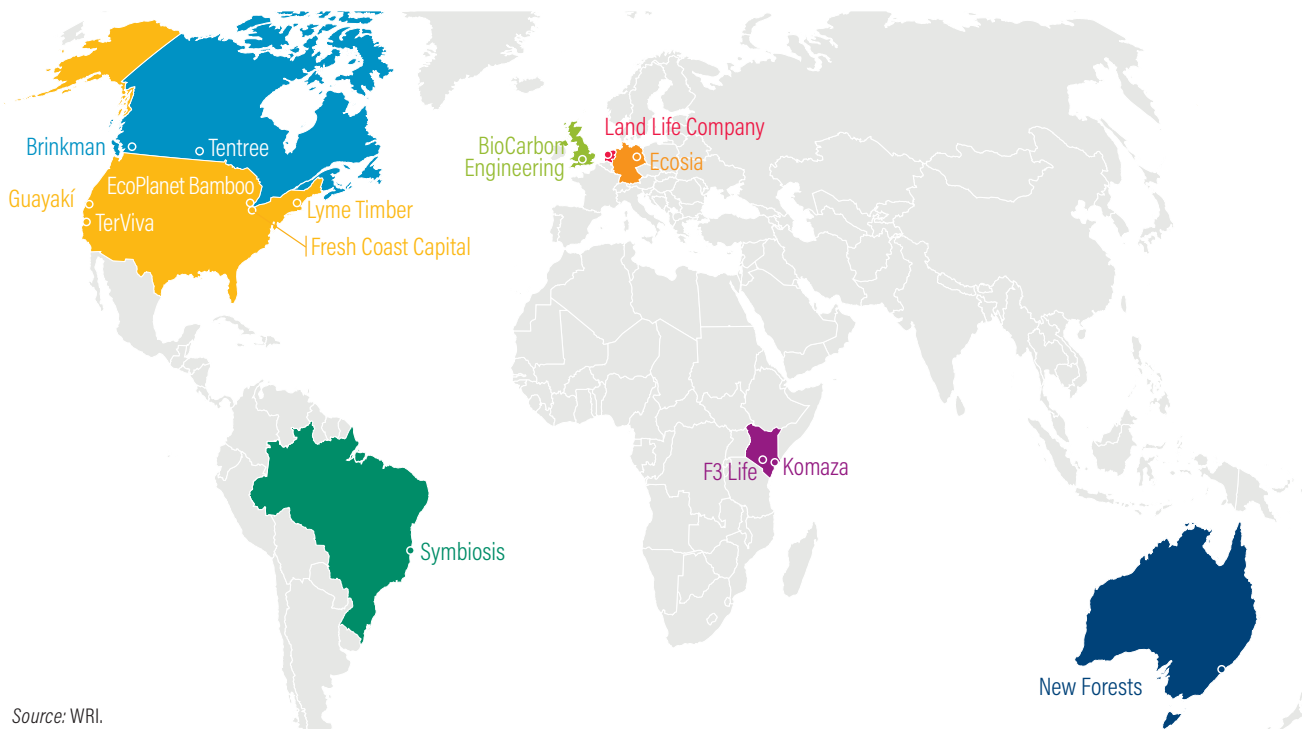 Land Life Company
BioCarbon
Engineering
Ecosia
Brinkman
Tentree
EcoPlanet Bamboo
Guayakí
Lyme Timber
TerViva
Fresh Coast Capital
F3 Life
Komaza
Symbiosis
New Forests
Source: WRI.